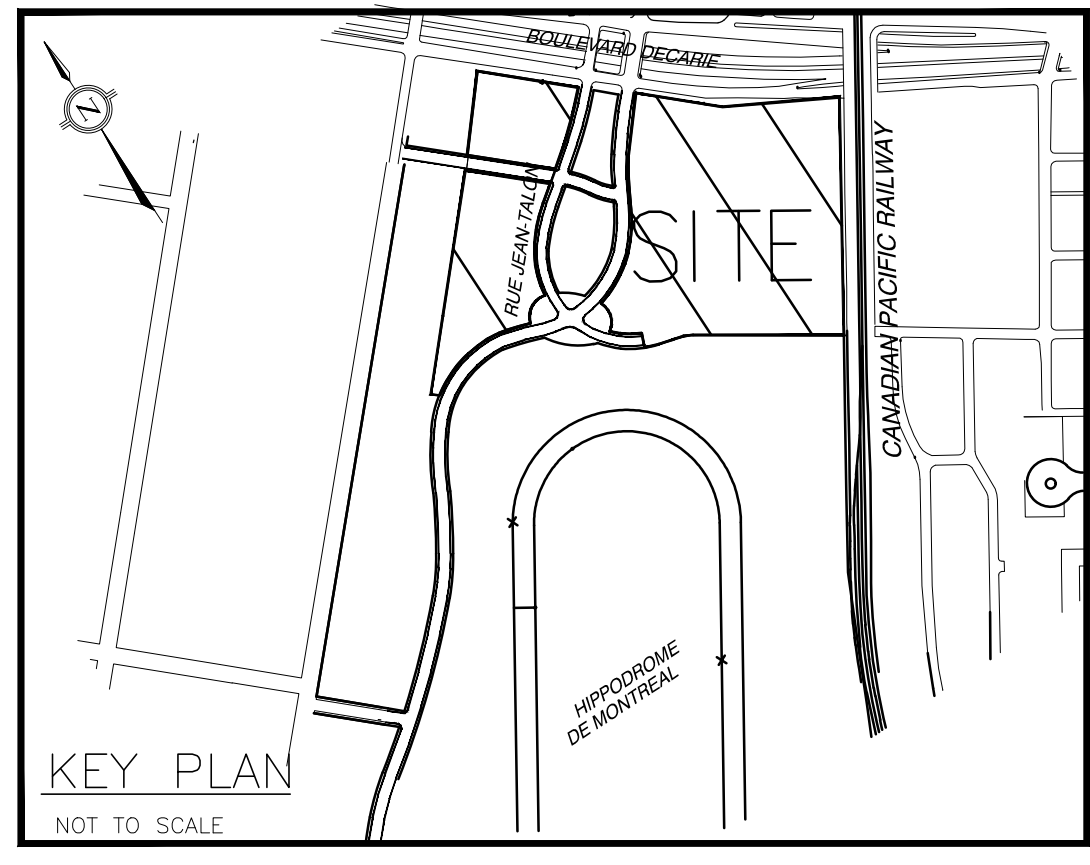 BOULEVARD DECARIE
N
RUE JEAN-TALON
SITE
CANADIAN PACIFIC RAILWAY
HIPPODROME
DE MONTREAL
KEY PLAN
NOT TO SCALE